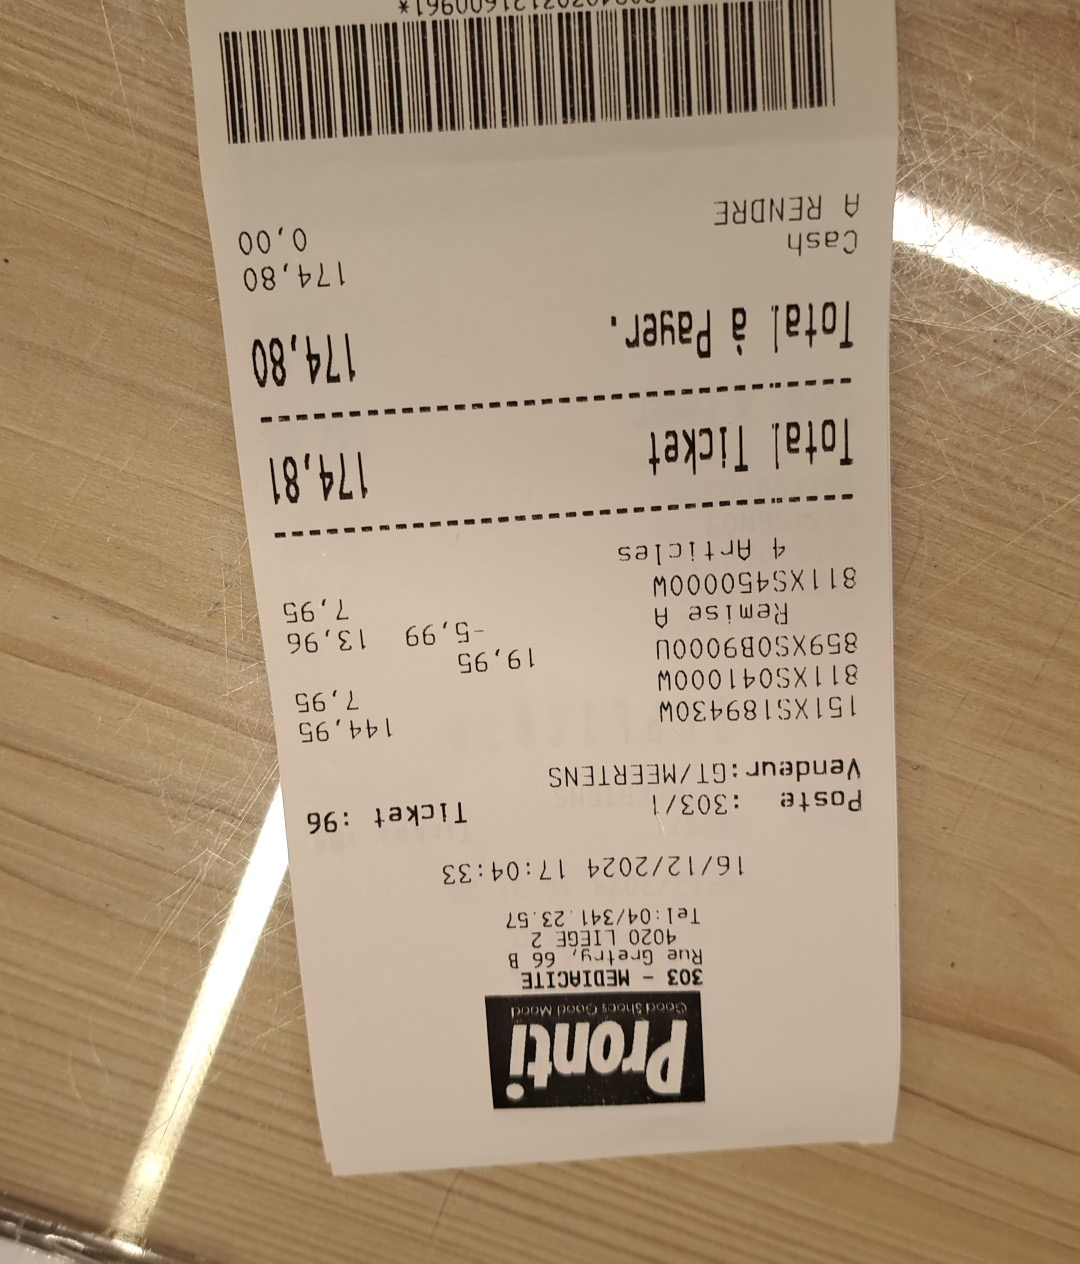 Pronti
Good Shoes Good Mood
303 - MEDIACITE
Rue Gretry, 66 B
4020 LIEGE 2
Tel:04/341.23.57
16/12/2024 17:04:33
Poste :303/1 Ticket :96
Vendeur:GT/MEERTENS
151XS189430W 144,95
811XS041000W 7,95
859XS0B9000U 19,95
Remise A -5,99 13,96
811XS450000W 7,95
4 Articles
Total Ticket 174,81
Total à Payer. 174,80
Cash 174,80
A RENDRE 0,00